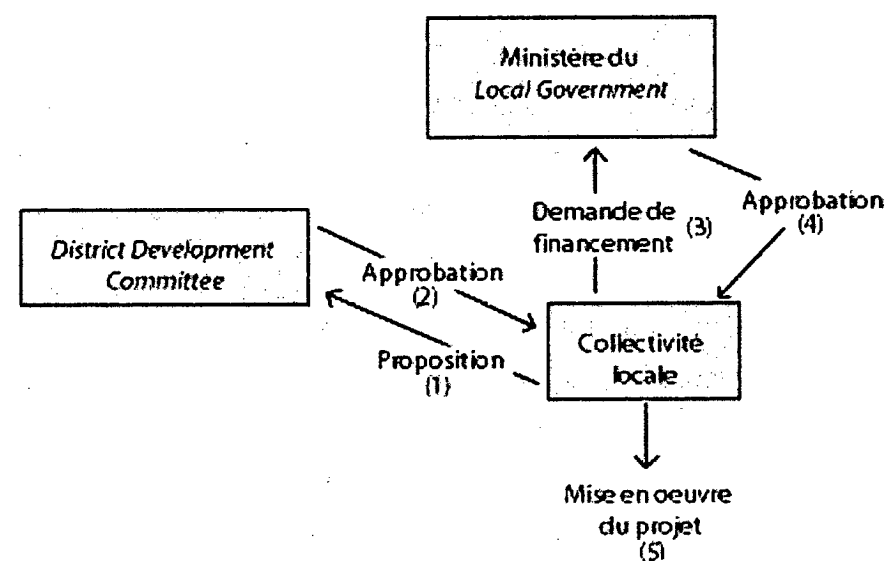 Ministère du
Local Government
Demande de
financement
(3)
Approbation
(4)
District Development
Committee
Approbation
(2)
Proposition
(1)
Collectivité
locale
Mise en oeuvre
du projet
(5)